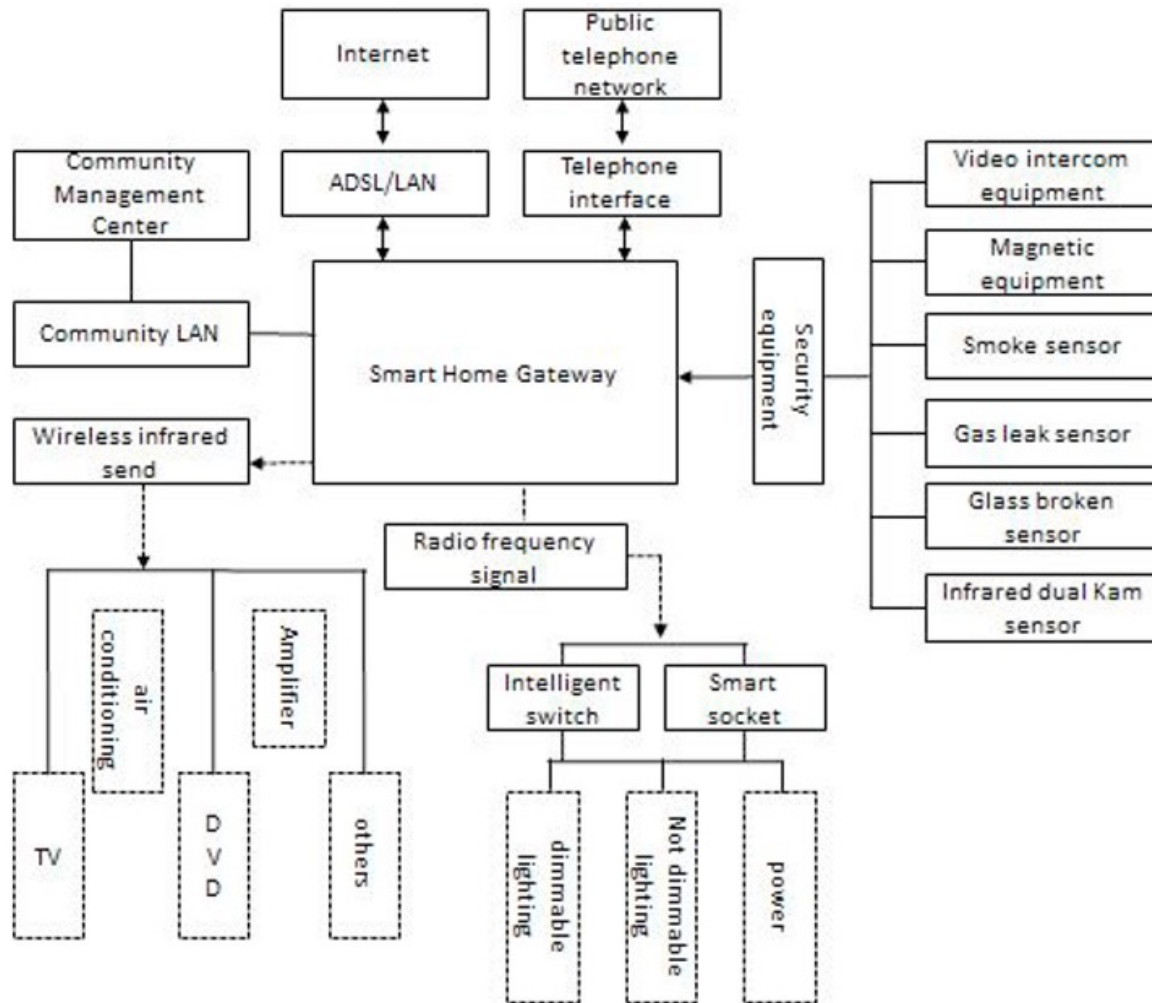 Internet
Public
telephone
network
Community
Management
Center
ADSL/LAN
Telephone
interface
Video intercom
equipment
Magnetic
equipment
Community LAN
Smart Home Gateway
Security
equipment
Smoke sensor
Wireless infrared
send
Gas leak sensor
Glass broken
sensor
Radio frequency
signal
Infrared dual Kam
sensor
air
conditioning
Amplifier
Intelligent
switch
Smart
socket
TV
D
V
D
others
dimmable
lighting
Not dimmable
lighting
power